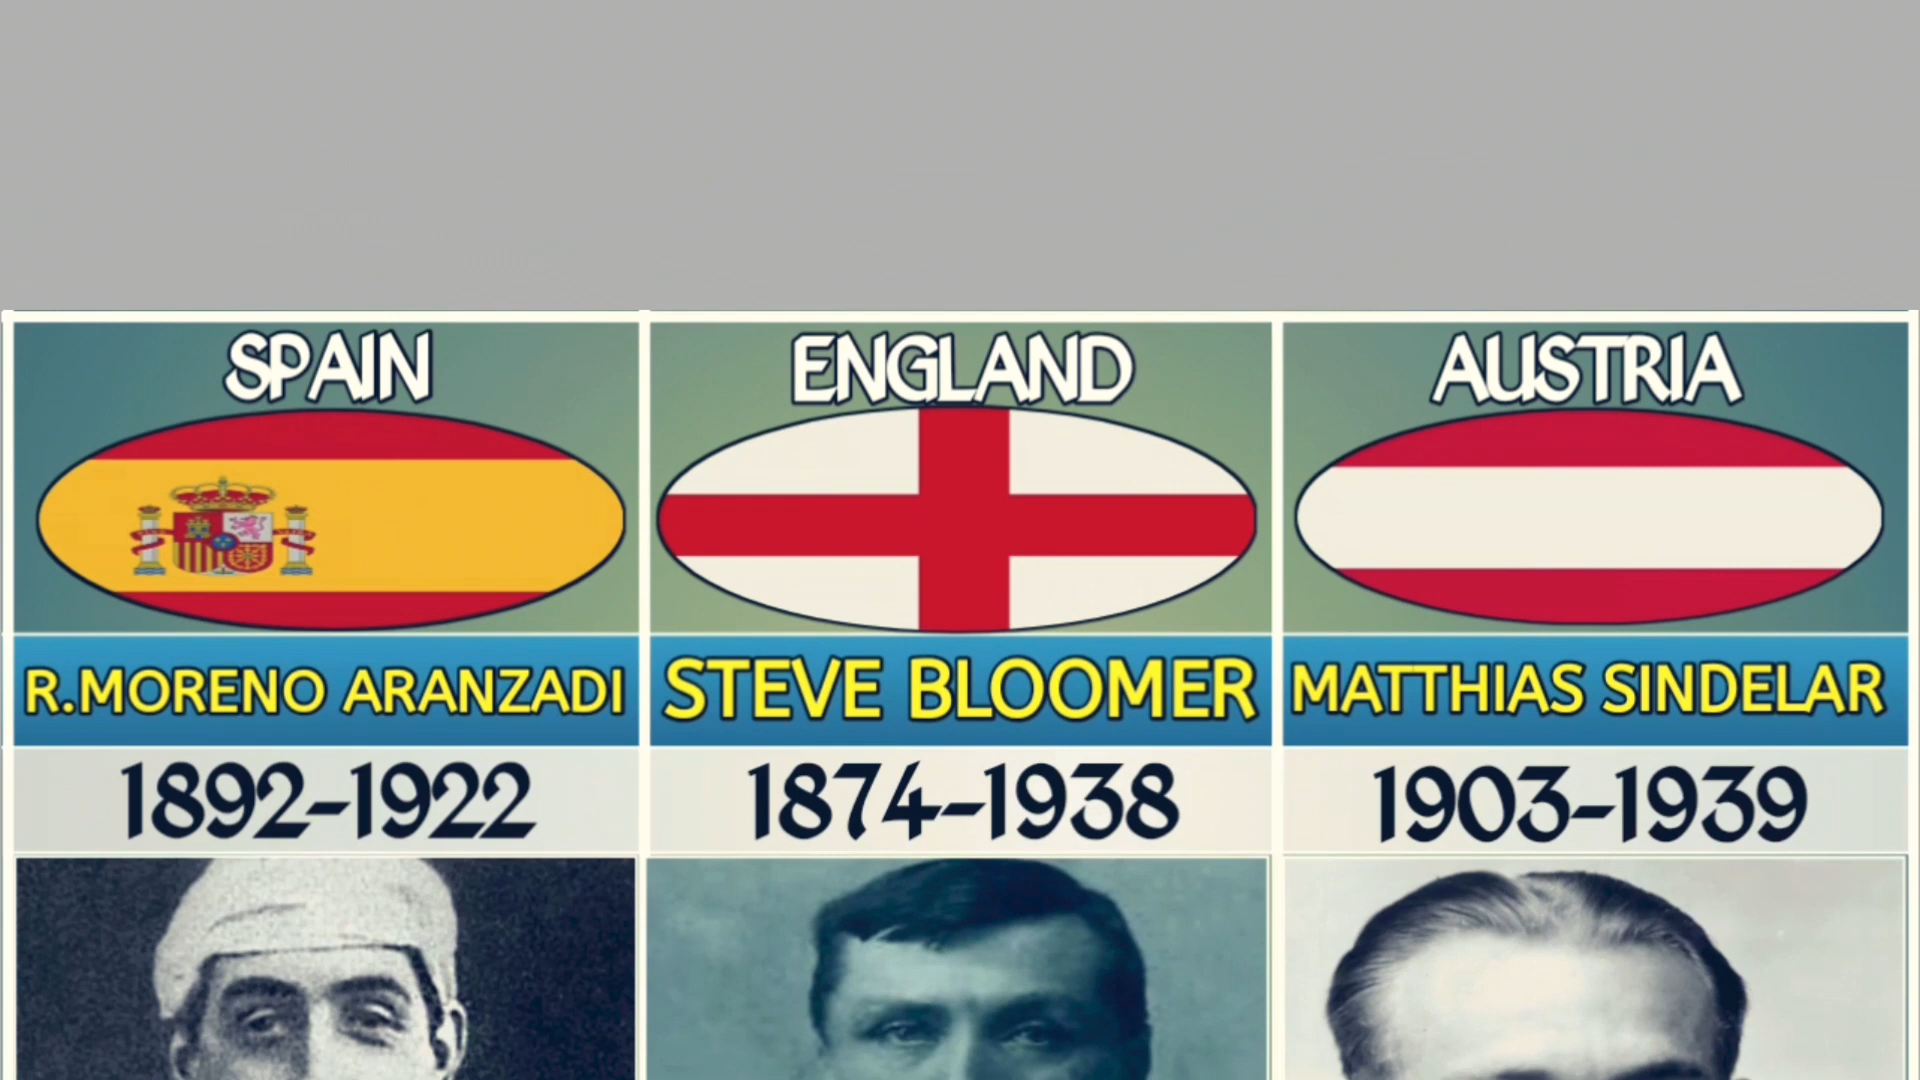 SPAIN
ENGLAND
AUSTRIA
R.MORENO ARANZADI
STEVE BLOOMER
MATTHIAS SINDELAR
1892-1922
1874-1938
1903-1939